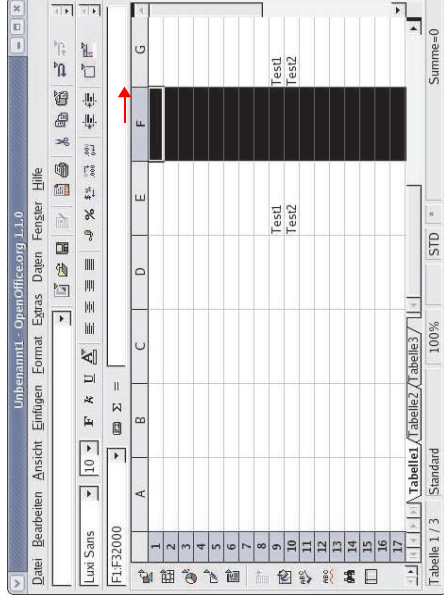 Unbenannt1 - OpenOffice.org 1.1.0
Datei Bearbeiten Ansicht Einfügen Format Extras Daten Fenster Hilfe
Luxi Sans 10 F k U A
F1:F32000 Σ =
A B C D E F G
1
2
3
4
5
6
7
8
9 Test1 Test1
10 Test2 Test2
11
12
13
14
15
16
17
Tabelle1 Tabelle2 Tabelle3
Tabelle 1 / 3 Standard 100% STD * Summe=0